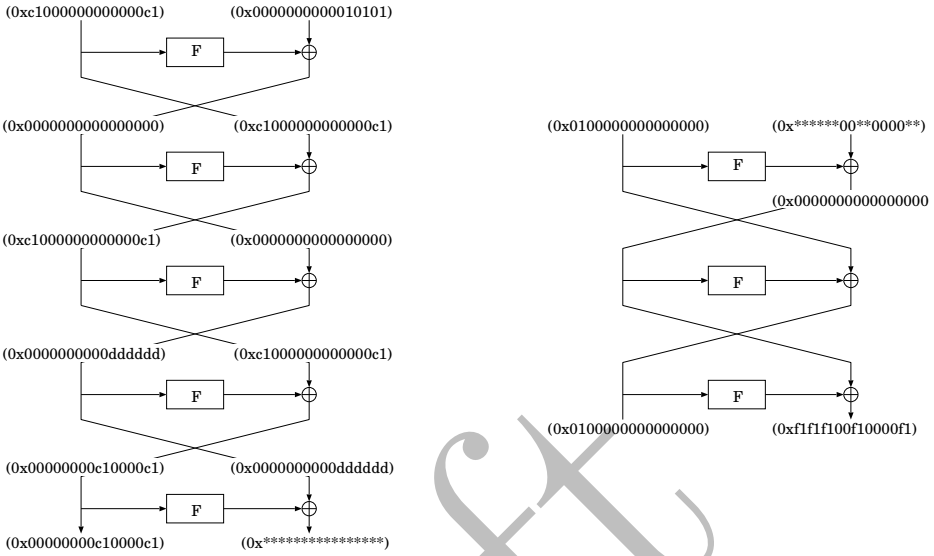 (0xc1000000000000c1) (0x0000000000010101)
F
(0x0000000000000000) (0xc1000000000000c1)
F
(0xc1000000000000c1) (0x0000000000000000)
F
(0x0000000000dddddd) (0xc1000000000000c1)
F
(0x00000000c10000c1) (0x0000000000dddddd)
F
(0x00000000c10000c1) (0x****************)
(0x0100000000000000) (0x******00**0000**)
F
(0x0000000000000000
F
F
(0x0100000000000000) (0xf1f1f100f10000f1)
ft